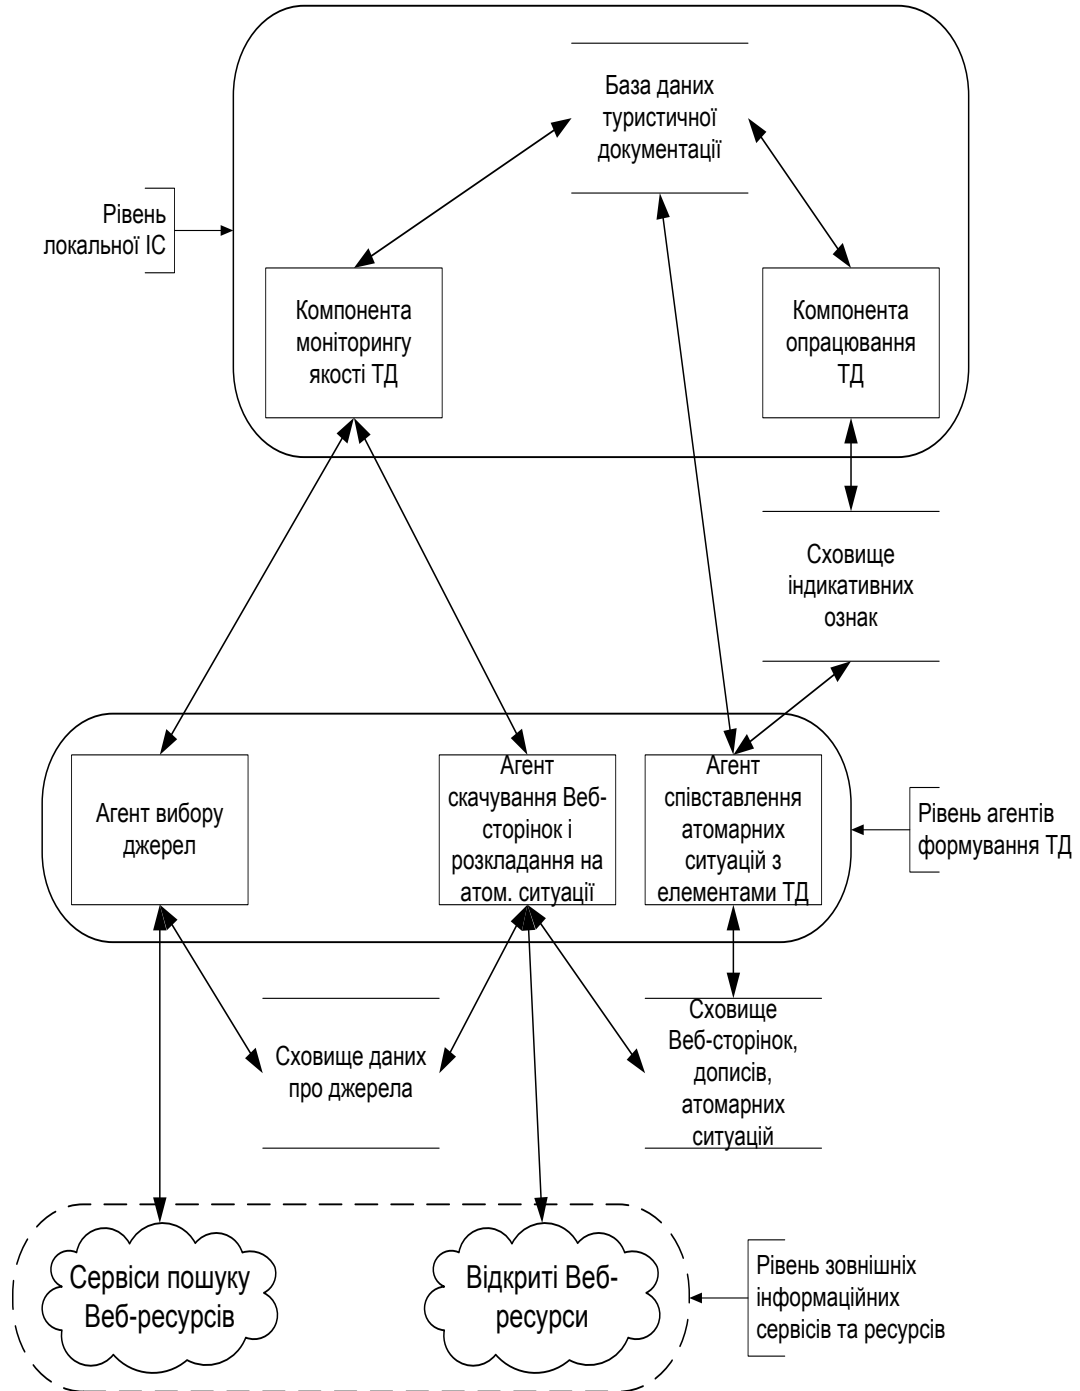 База даних
туристичної
документації
Рівень
локальної ІС
Компонента
моніторингу
якості ТД
Компонента
опрацювання
ТД
Сховище
індикативних
ознак
Агент вибору
джерел
Агент
скачування Веб-
сторінок і
розкладання на
атом. ситуації
Агент
співставлення
атомарних
ситуацій з
елементами ТД
Рівень агентів
формування ТД
Сховище даних
про джерела
Сховище
Веб-сторінок,
дописів,
атомарних
ситуацій
Сервіси пошуку
Веб-ресурсів
Відкриті Веб-
ресурси
Рівень зовнішніх
інформаційних
сервісів та ресурсів